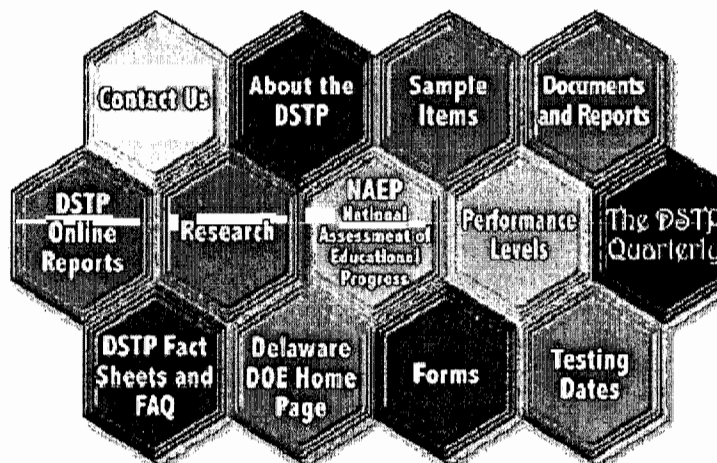 Contact Us
About the
DSTP
Sample
Items
Documents
and Reports
DSTP
Online
Reports
Research
NAEP
National
Assessment of
Educational
Progress
Performance
Levels
The DSTP
Quarterly
DSTP Fact
Sheets and
FAQ
Delaware
DOE Home
Page
Forms
Testing
Dates